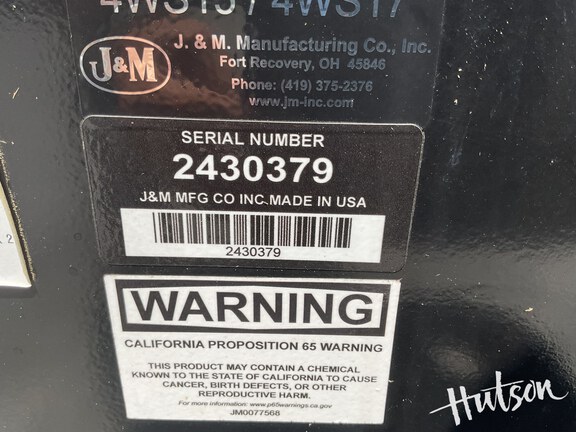 4WS15 / 4WS17
J&M
J. & M. Manufacturing Co., Inc.
Fort Recovery, OH 45846
Phone: (419) 375-2376
www.jm-inc.com
SERIAL NUMBER
2430379
J&M MFG CO INC.MADE IN USA
2430379
WARNING
CALIFORNIA PROPOSITION 65 WARNING
THIS PRODUCT MAY CONTAIN A CHEMICAL
KNOWN TO THE STATE OF CALIFORNIA TO CAUSE
CANCER, BIRTH DEFECTS, OR OTHER
REPRODUCTIVE HARM.
For more information: www.p65warnings.ca.gov
JM0077568
2
Hutson